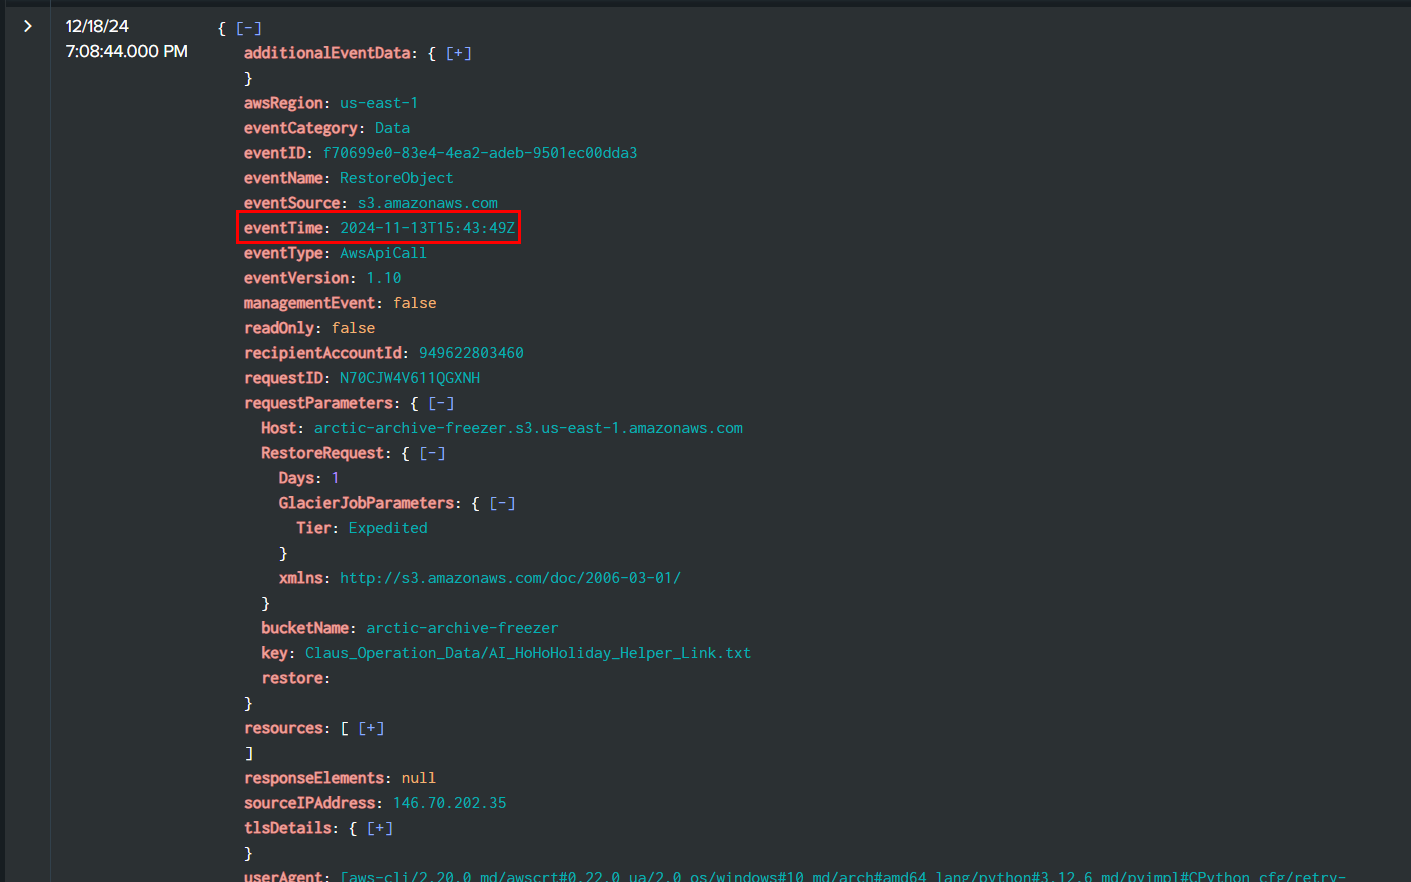 12/18/24 { [-]
7:08:44.000 PM additionalEventData: { [+]
}
awsRegion: us-east-1
eventCategory: Data
eventID: f70699e0-83e4-4ea2-adeb-9501ec00dda3
eventName: RestoreObject
eventSource: s3.amazonaws.com
eventTime: 2024-11-13T15:43:49Z
eventType: AwsApiCall
eventVersion: 1.10
managementEvent: false
readOnly: false
recipientAccountId: 949622803460
requestID: N70CJW4V611QGXNH
requestParameters: { [-]
Host: arctic-archive-freezer.s3.us-east-1.amazonaws.com
RestoreRequest: { [-]
Days: 1
GlacierJobParameters: { [-]
Tier: Expedited
}
xmlns: http://s3.amazonaws.com/doc/2006-03-01/
}
bucketName: arctic-archive-freezer
key: Claus_Operation_Data/AI_HoHoHoliday_Helper_Link.txt
restore:
}
resources: [ [+]
]
responseElements: null
sourceIPAddress: 146.70.202.35
tlsDetails: { [+]
}
userAgent: [aws-cli/2.20.0 md/awscrt#0.22.0 ua/2.0 os/windows#10 md/arch#amd64 lang/python#3.12.6 md/pyimpl#CPython cfg/retry-